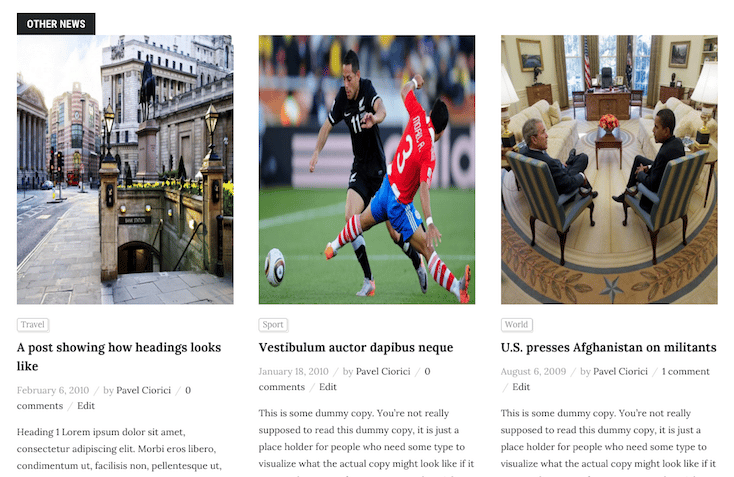 OTHER NEWS
BANK STATION
11
3
Travel
A post showing how headings looks
like
February 6, 2010 / by Pavel Ciorici / 0
comments / Edit
Heading 1 Lorem ipsum dolor sit amet,
consectetur adipiscing elit. Morbi eros libero,
condimentum ut, facilisis non, pellentesque ut,
Sport
Vestibulum auctor dapibus neque
January 18, 2010 / by Pavel Ciorici / 0
comments / Edit
This is some dummy copy. You’re not really
supposed to read this dummy copy, it is just a
place holder for people who need some type to
visualize what the actual copy might look like if it
World
U.S. presses Afghanistan on militants
August 6, 2009 / by Pavel Ciorici / 1 comment
/ Edit
This is some dummy copy. You’re not really
supposed to read this dummy copy, it is just a
place holder for people who need some type to
visualize what the actual copy might look like if it